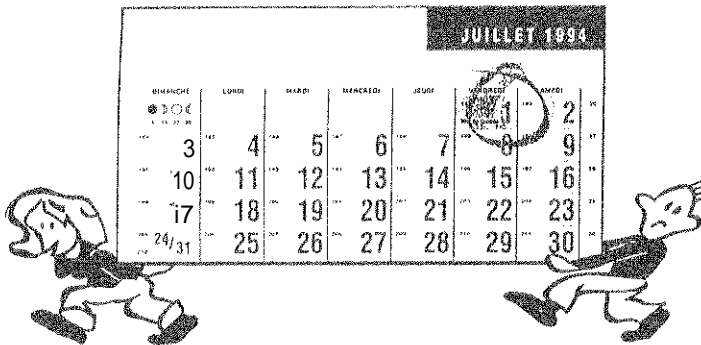 JUILLET 1994
DIMANCHE LUNDI MARDI MERCREDI JEUDI VENDREDI SAMEDI
1 2
3 4 5 6 7 8 9
10 11 12 13 14 15 16
17 18 19 20 21 22 23
24/31 25 26 27 28 29 30